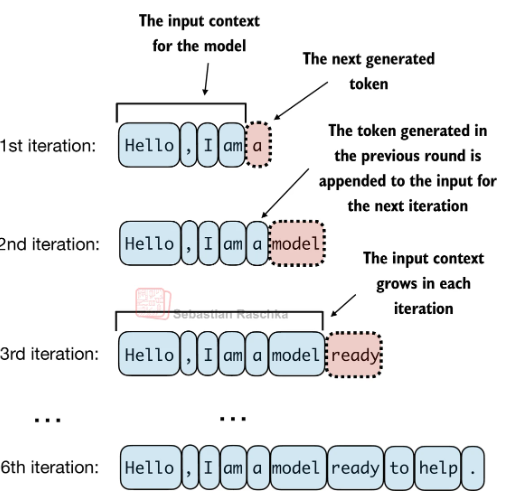 The input context
for the model
The next generated
token
1st iteration: Hello , I am a
The token generated in
the previous round is
appended to the input for
the next iteration
2nd iteration: Hello , I am a model
The input context
grows in each
iteration
Sebastian Raschka
3rd iteration: Hello , I am a model ready
... ...
6th iteration: Hello , I am a model ready to help .